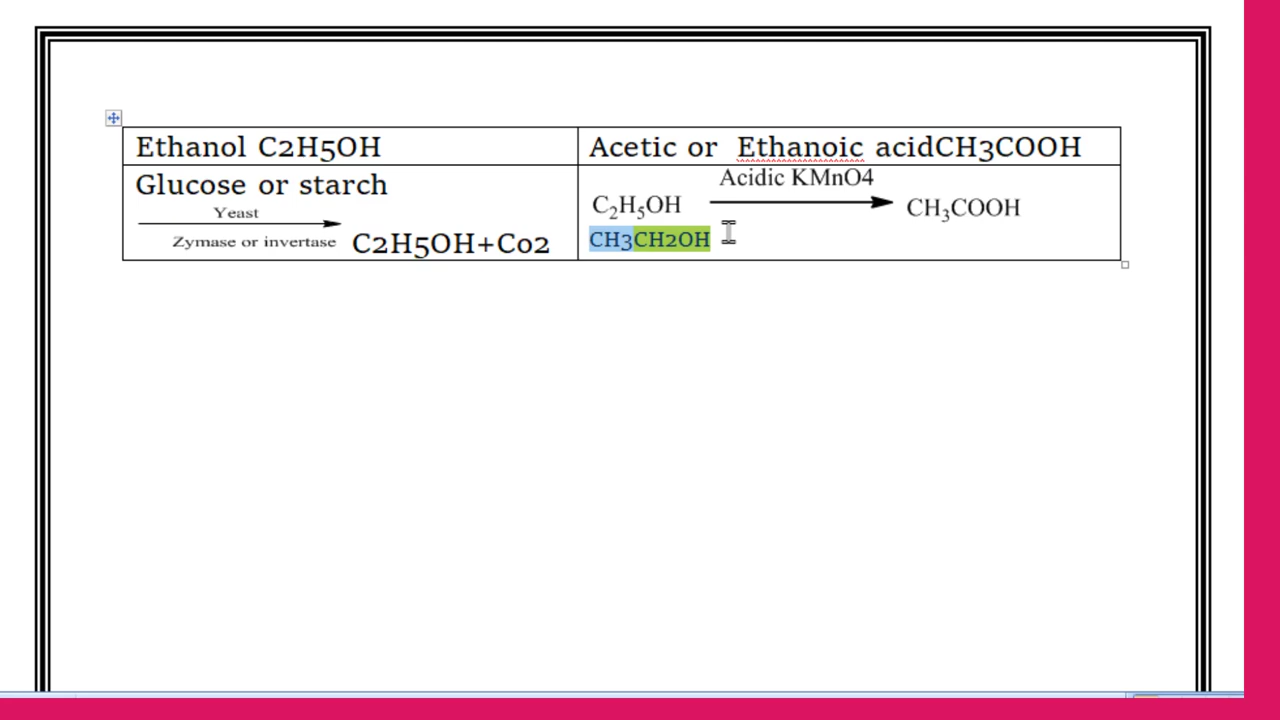 Ethanol C2H5OH
Acetic or Ethanoic acidCH3COOH
Glucose or starch
Yeast
Zymase or invertase C2H5OH+Co2
Acidic KMnO4
C₂H₅OH CH₃COOH
CH3CH2OH